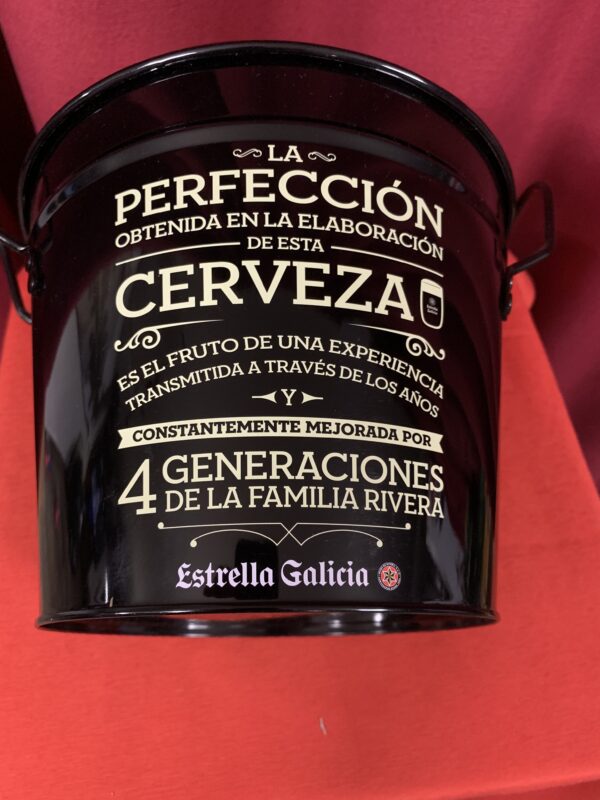 LA
PERFECCIÓN
OBTENIDA EN LA ELABORACIÓN
DE ESTA
CERVEZA
ES EL FRUTO DE UNA EXPERIENCIA
TRANSMITIDA A TRAVÉS DE LOS AÑOS
Y
CONSTANTEMENTE MEJORADA POR
4 GENERACIONES
DE LA FAMILIA RIVERA
Estrella Galicia